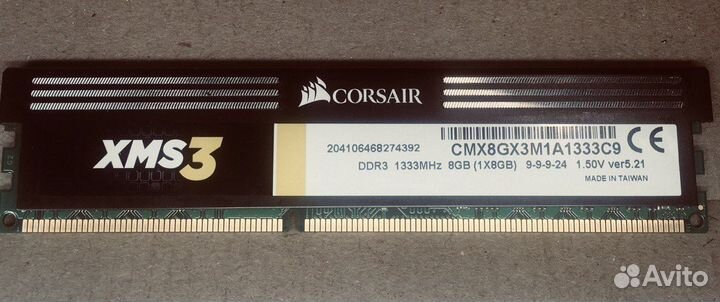 CORSAIR
XMS3
204106468274392 CMX8GX3M1A1333C9 CE
DDR3 1333MHz 8GB (1X8GB) 9-9-9-24 1.50V ver5.21
MADE IN TAIWAN
Avito